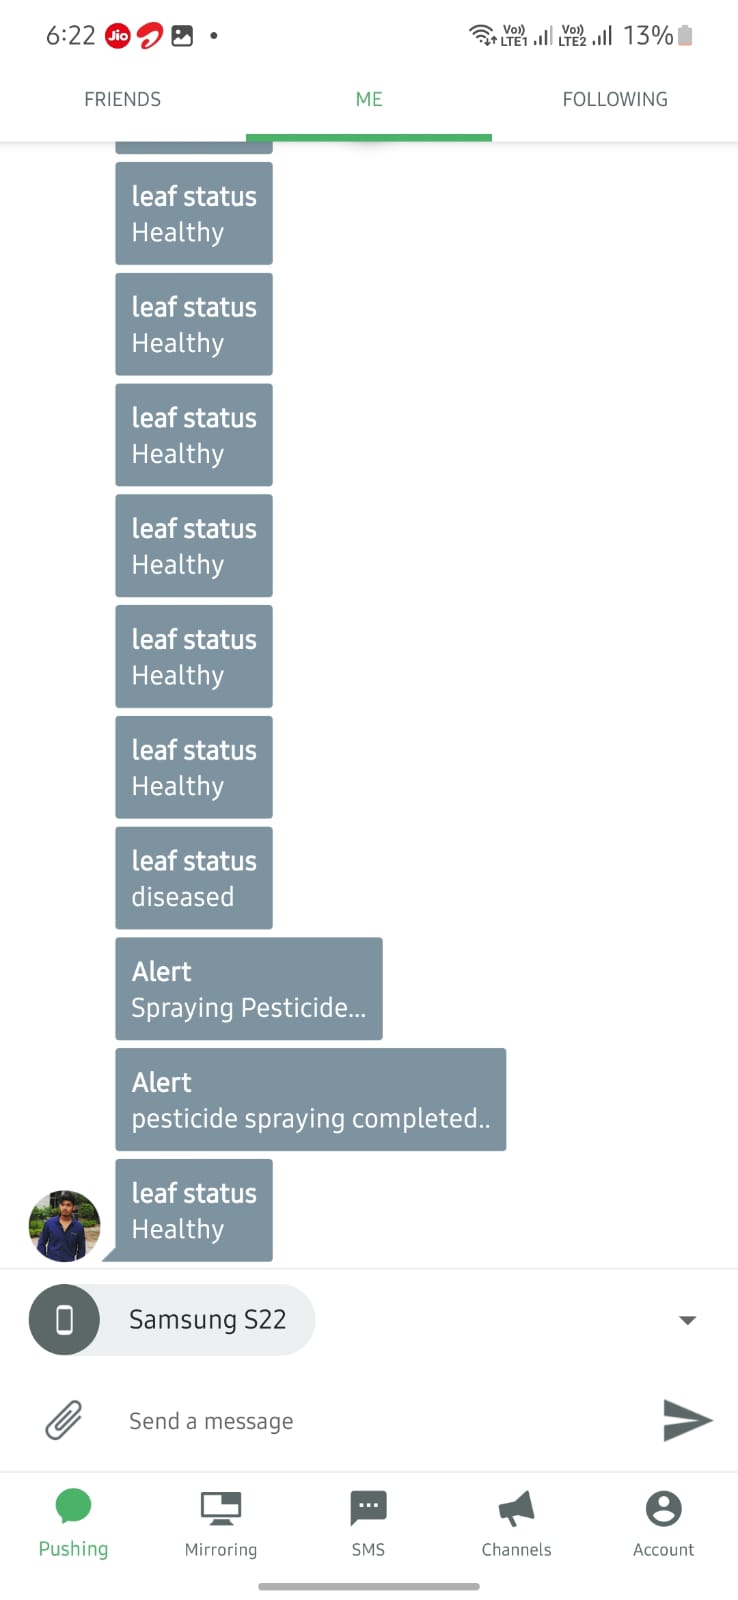 6:22 Jio Vo)) LTE1 Vo)) LTE2 13%
FRIENDS ME FOLLOWING
leaf status
Healthy
leaf status
Healthy
leaf status
Healthy
leaf status
Healthy
leaf status
Healthy
leaf status
Healthy
leaf status
diseased
Alert
Spraying Pesticide...
Alert
pesticide spraying completed..
leaf status
Healthy
Samsung S22
Send a message
Pushing Mirroring SMS Channels Account